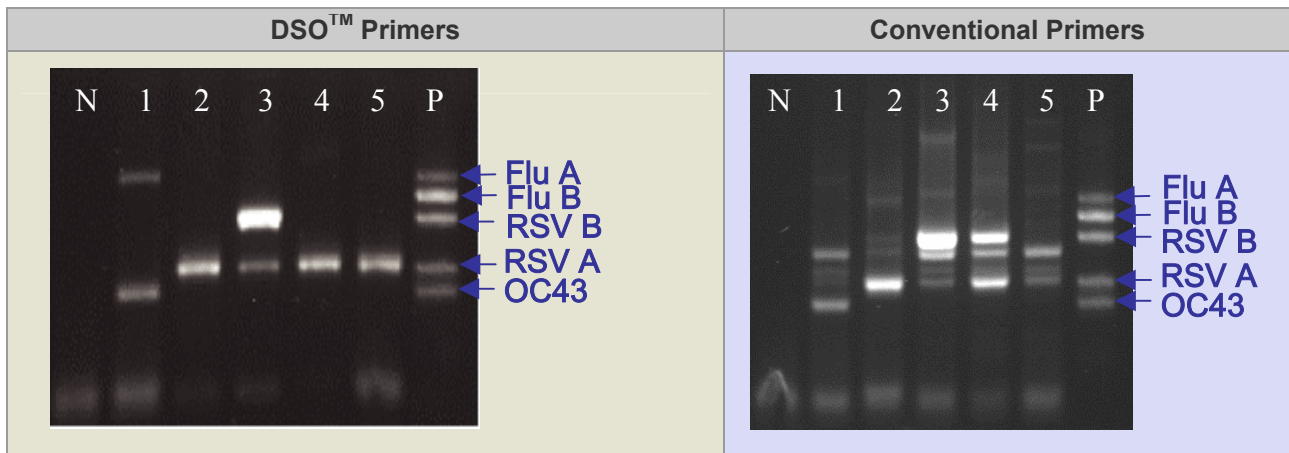 DSO™ Primers
Conventional Primers
N 1 2 3 4 5 P
Flu A
Flu B
RSV B
RSV A
OC43
N 1 2 3 4 5 P
Flu A
Flu B
RSV B
RSV A
OC43